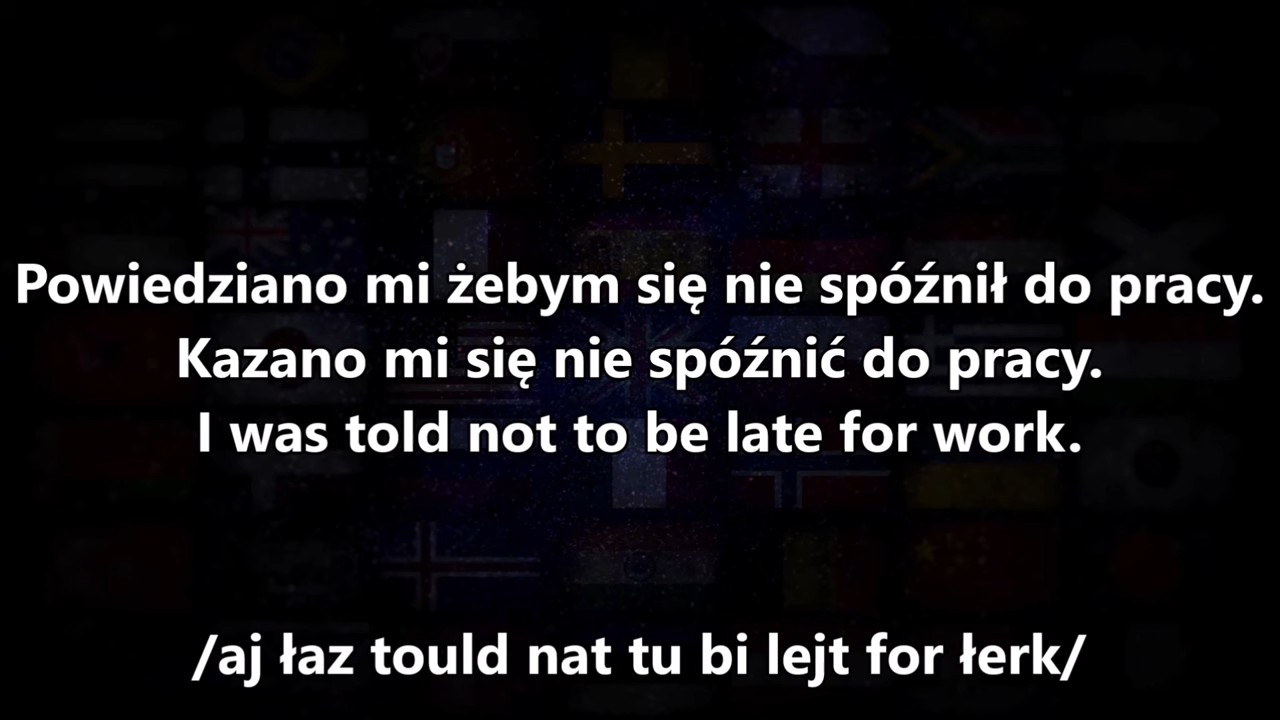 Powiedziano mi żebym się nie spóźnił do pracy.
Kazano mi się nie spóźnić do pracy.
I was told not to be late for work.
/aj łaz tould nat tu bi lejt for łerk/